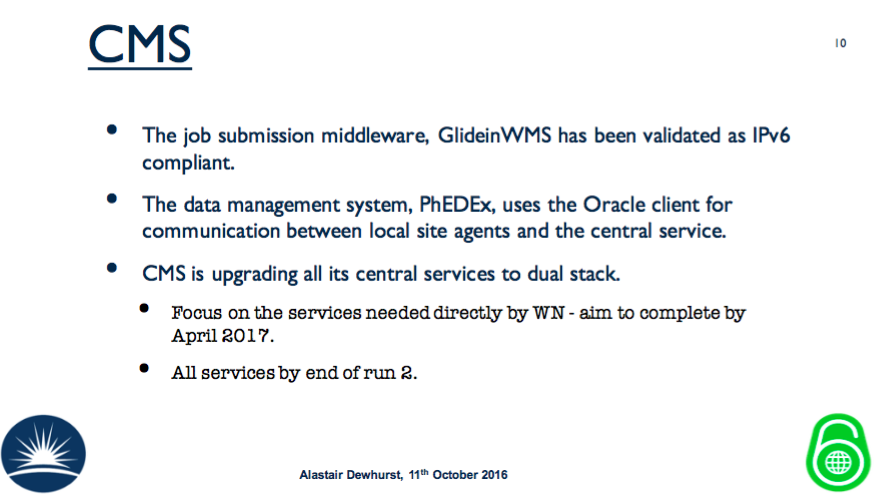 CMS
10
• The job submission middleware, GlideinWMS has been validated as IPv6
compliant.
• The data management system, PhEDEx, uses the Oracle client for
communication between local site agents and the central service.
• CMS is upgrading all its central services to dual stack.
• Focus on the services needed directly by WN - aim to complete by
April 2017.
• All services by end of run 2.
Alastair Dewhurst, 11th October 2016
6